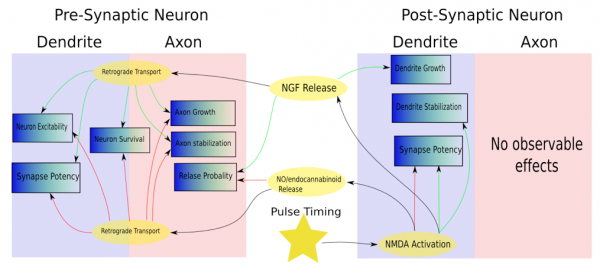 Pre-Synaptic Neuron
Post-Synaptic Neuron
Dendrite
Axon
Dendrite
Axon
Retrograde Transport
NGF Release
Dendrite Growth
Axon Growth
Dendrite Stabilization
Neuron Excitability
Neuron Survival
Axon stabilization
Synapse Potency
Synapse Potency
Relase Probality
NO/endocannabinoid
Release
No observable
effects
Pulse Timing
Retrograde Transport
NMDA Activation